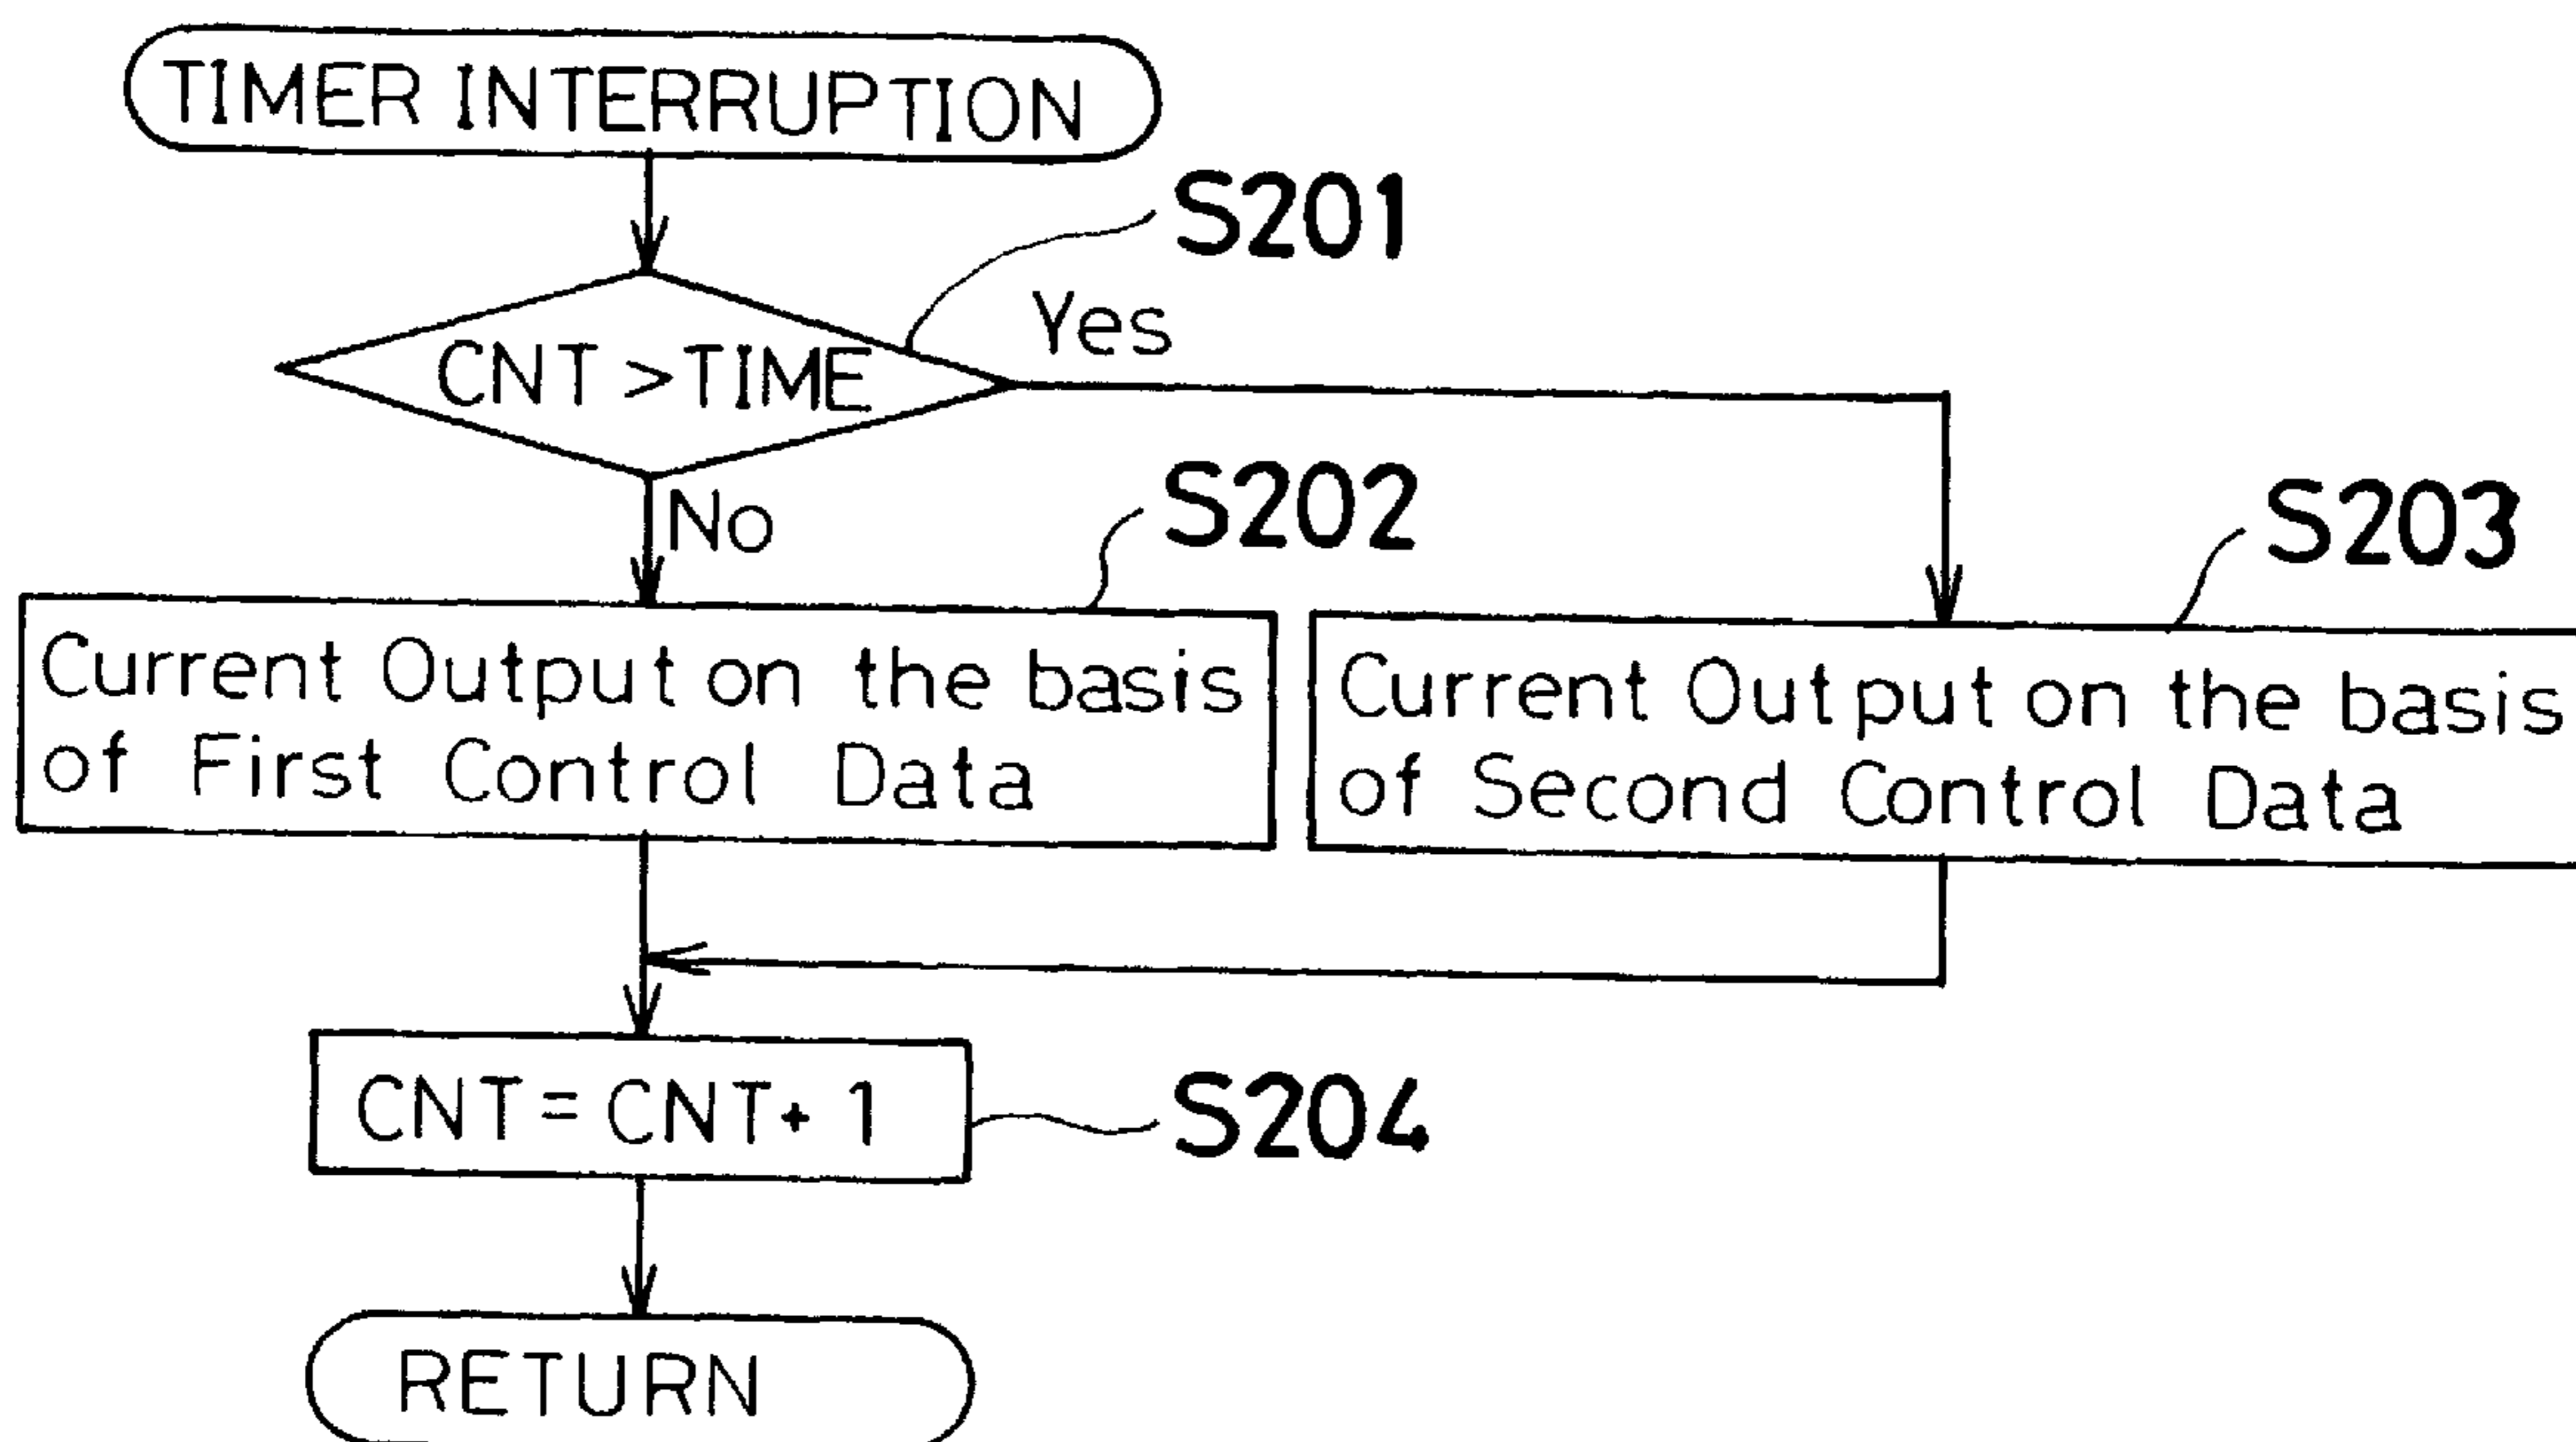 TIMER INTERRUPTION
S201
CNT > TIME
Yes
No
S202
S203
Current Output on the basis
of First Control Data
Current Output on the basis
of Second Control Data
CNT = CNT + 1
S204
RETURN